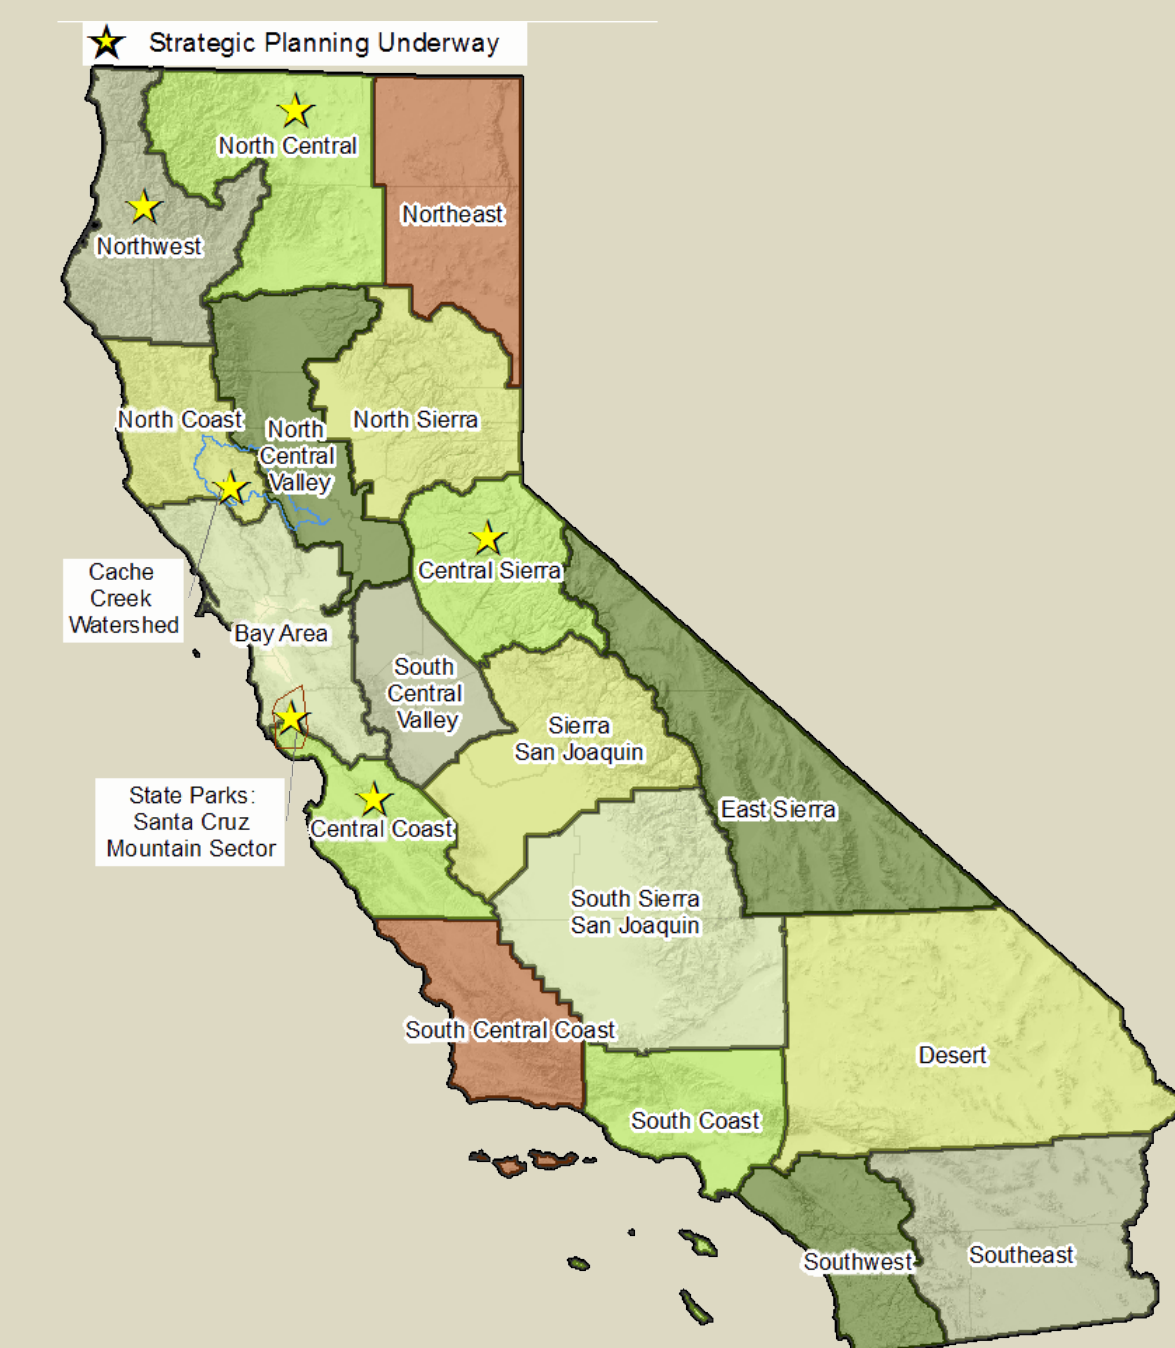 Strategic Planning Underway
North Central
Northeast
Northwest
North Coast
North
Central
Valley
North Sierra
Central Sierra
Cache
Creek
Watershed
Bay Area
South
Central
Valley
Sierra
San Joaquin
State Parks:
Santa Cruz
Mountain Sector
Central Coast
East Sierra
South Sierra
San Joaquin
South Central Coast
Desert
South Coast
Southwest
Southeast